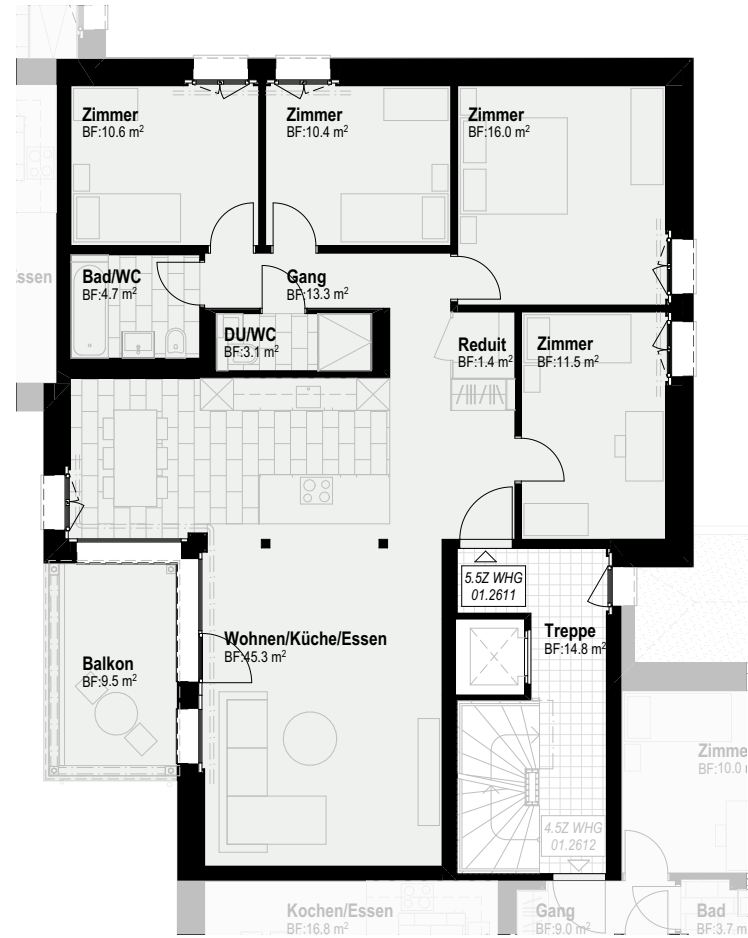 Zimmer
BF:10.6 m²
Zimmer
BF:10.4 m²
Zimmer
BF:16.0 m²
Bad/WC
BF:4.7 m²
Gang
BF:13.3 m²
DU/WC
BF:3.1 m²
Reduit
BF:1.4 m²
Zimmer
BF:11.5 m²
ssen
5.5Z WHG
01.2611
Treppe
BF:14.8 m²
Wohnen/Küche/Essen
BF:45.3 m²
Balkon
BF:9.5 m²
Zimme
BF:10.0
4.5Z WHG
01.2612
Kochen/Essen
BF:16.8 m²
Gang
BF:9.0 m²
Bad
BF:3.7 m